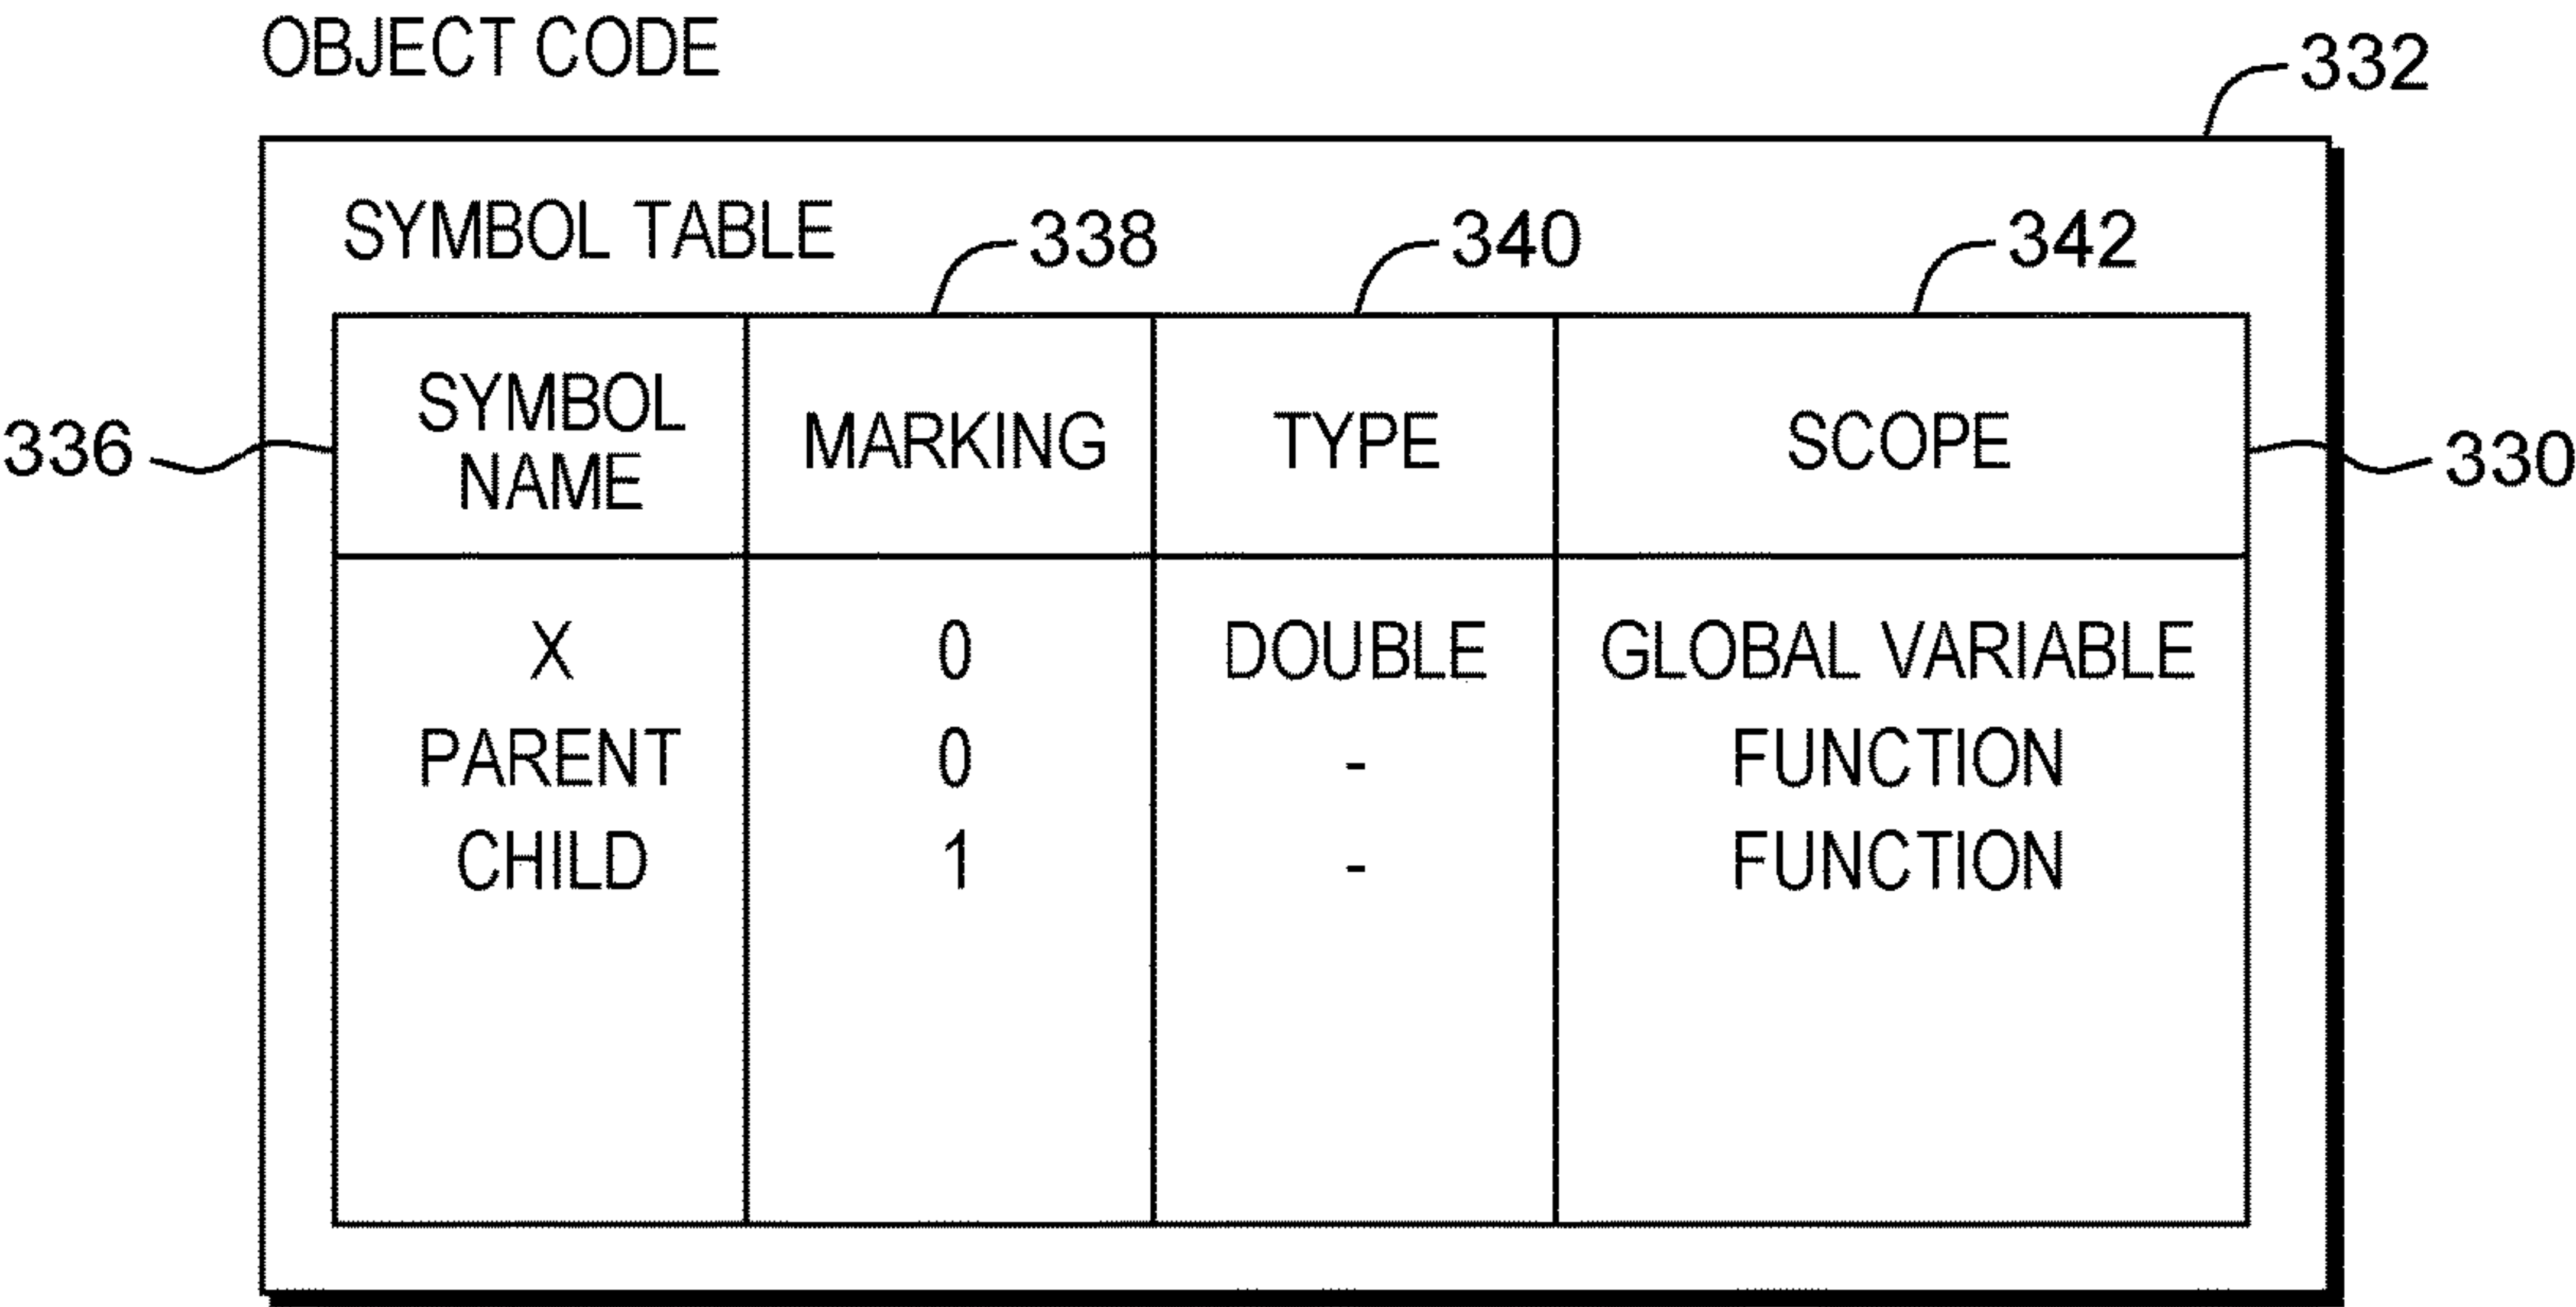 OBJECT CODE
332
SYMBOL TABLE
338
340
342
336
SYMBOL NAME
MARKING
TYPE
SCOPE
330
X 0 DOUBLE GLOBAL VARIABLE
PARENT 0 - FUNCTION
CHILD 1 - FUNCTION